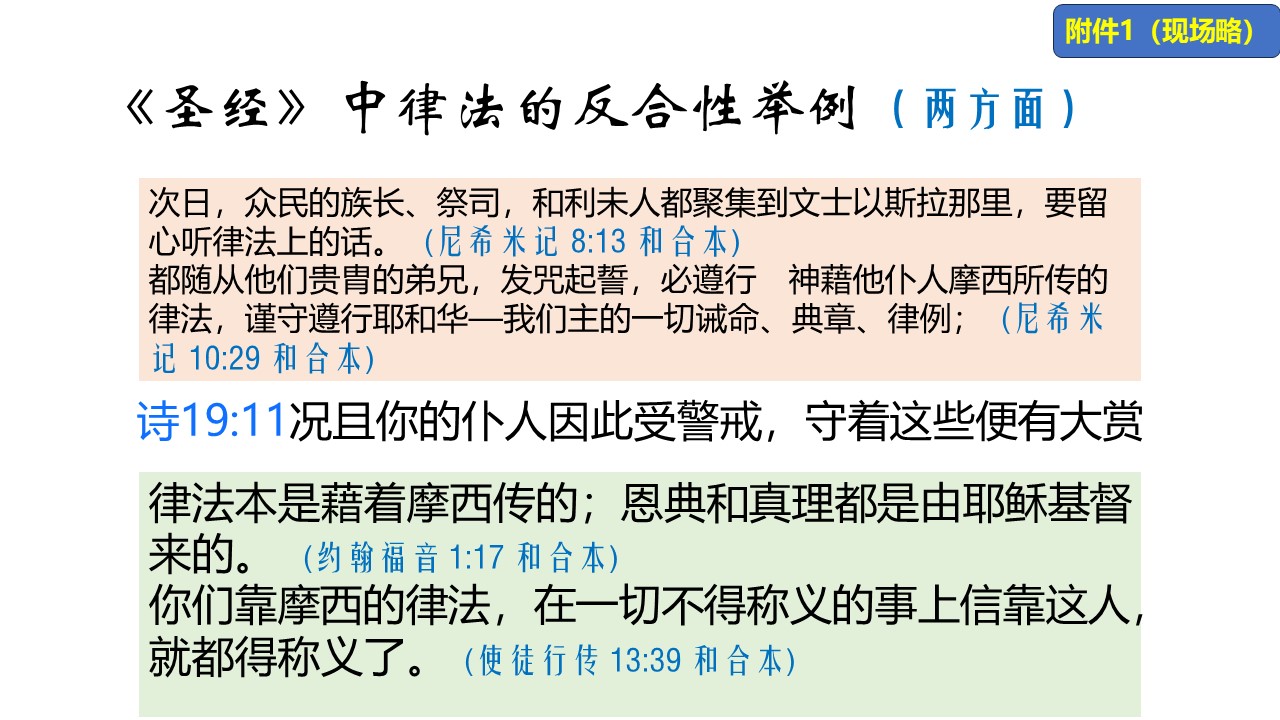 附件1（现场略）
《圣经》中律法的反合性举例（两方面）
次日，众民的族长、祭司，和利未人都聚集到文士以斯拉那里，要留
心听律法上的话。 （尼希米记 8:13 和合本）
都随从他们贵胄的弟兄，发咒起誓，必遵行　神藉他仆人摩西所传的
律法，谨守遵行耶和华—我们主的一切诫命、典章、律例； （尼希米
记 10:29 和合本）
诗19:11况且你的仆人因此受警戒，守着这些便有大赏
律法本是藉着摩西传的；恩典和真理都是由耶稣基督
来的。 （约翰福音 1:17 和合本）
你们靠摩西的律法，在一切不得称义的事上信靠这人，
就都得称义了。 （使徒行传 13:39 和合本）